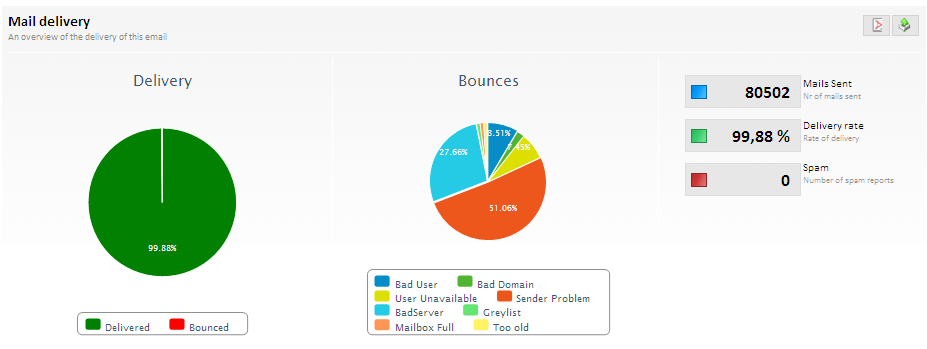 Mail delivery
An overview of the delivery of this email
Delivery
99.88%
Delivered Bounced
Bounces
8.51%
27.66%
51.06%
Bad User Bad Domain
User Unavailable Sender Problem
BadServer Greylist
Mailbox Full Too old
80502 Mails Sent
Nr of mails sent
99,88 % Delivery rate
Rate of delivery
0 Spam
Number of spam reports